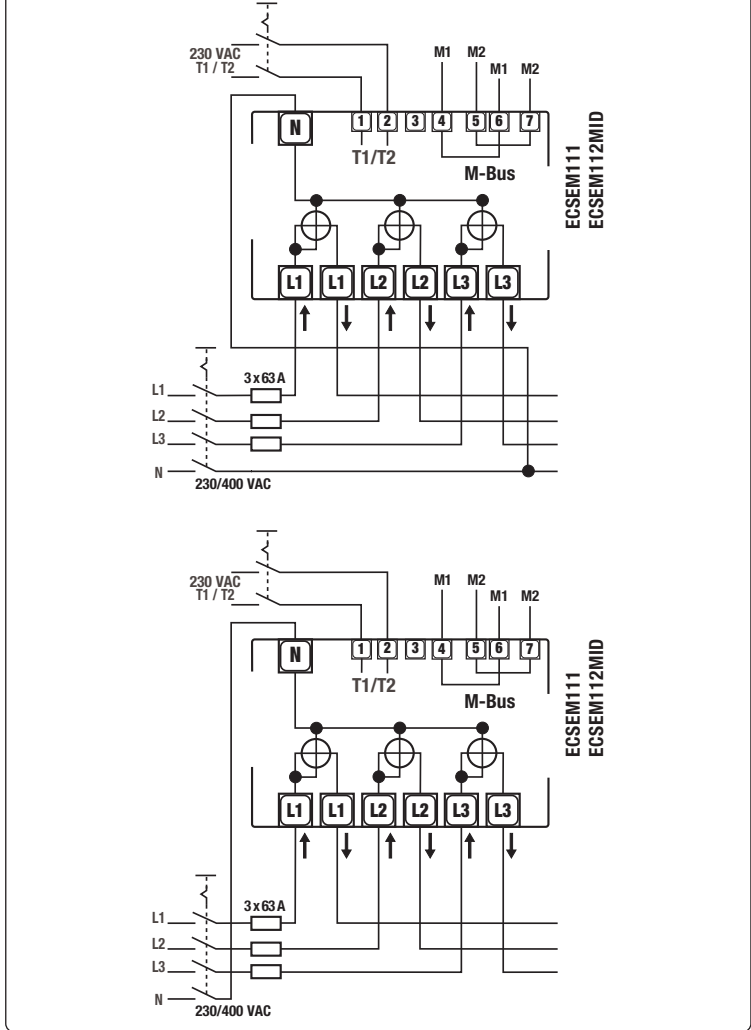 230 VAC
T1 / T2
M1 M2
M1 M2
N 1 2 3 4 5 6 7
T1/T2
M-Bus
ECSEM111
ECSEM112MID
L1 L1 L2 L2 L3 L3
3 x 63 A
L1
L2
L3
N
230/400 VAC
230 VAC
T1 / T2
M1 M2
M1 M2
N 1 2 3 4 5 6 7
T1/T2
M-Bus
ECSEM111
ECSEM112MID
L1 L1 L2 L2 L3 L3
3 x 63 A
L1
L2
L3
N
230/400 VAC